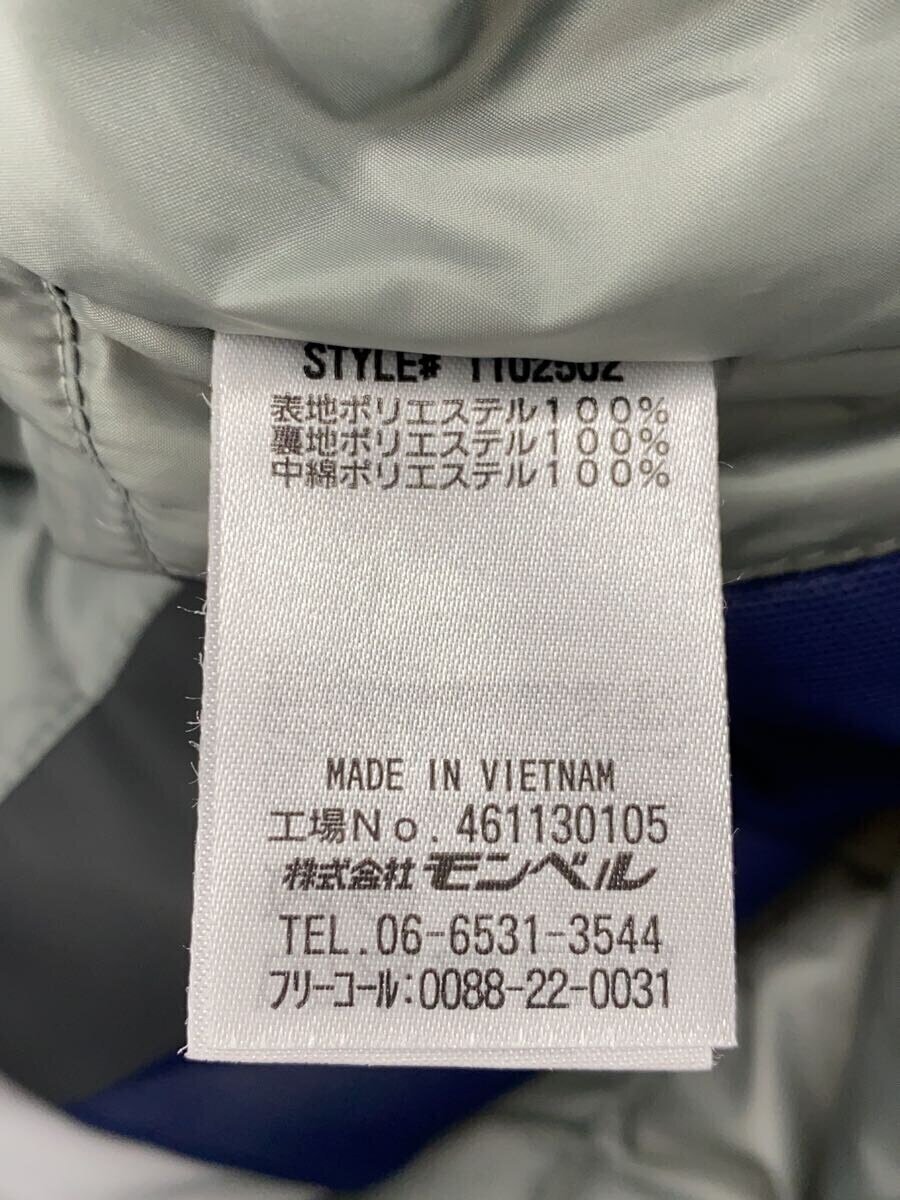 STYLE# 1102502
表地ポリエステル100%
裏地ポリエステル100%
中綿ポリエステル100%
MADE IN VIETNAM
工場No.461130105
株式会社モンベル
TEL.06-6531-3544
フリーコール:0088-22-0031